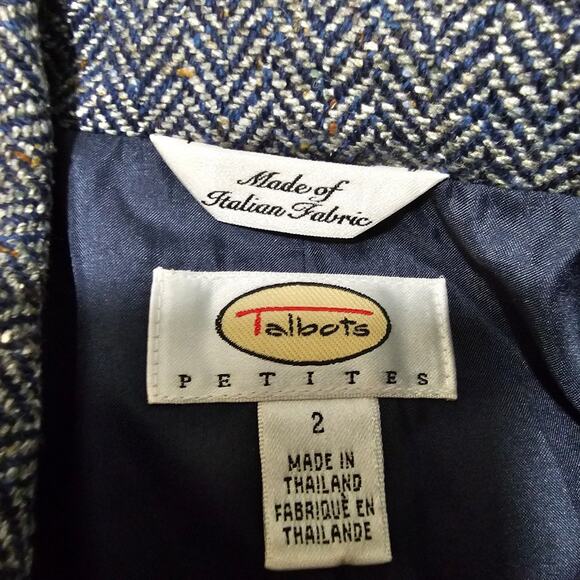 Made of
Italian Fabric
Talbots
PETITES
2
MADE IN
THAILAND
FABRIQUÈ EN
THAILANDE